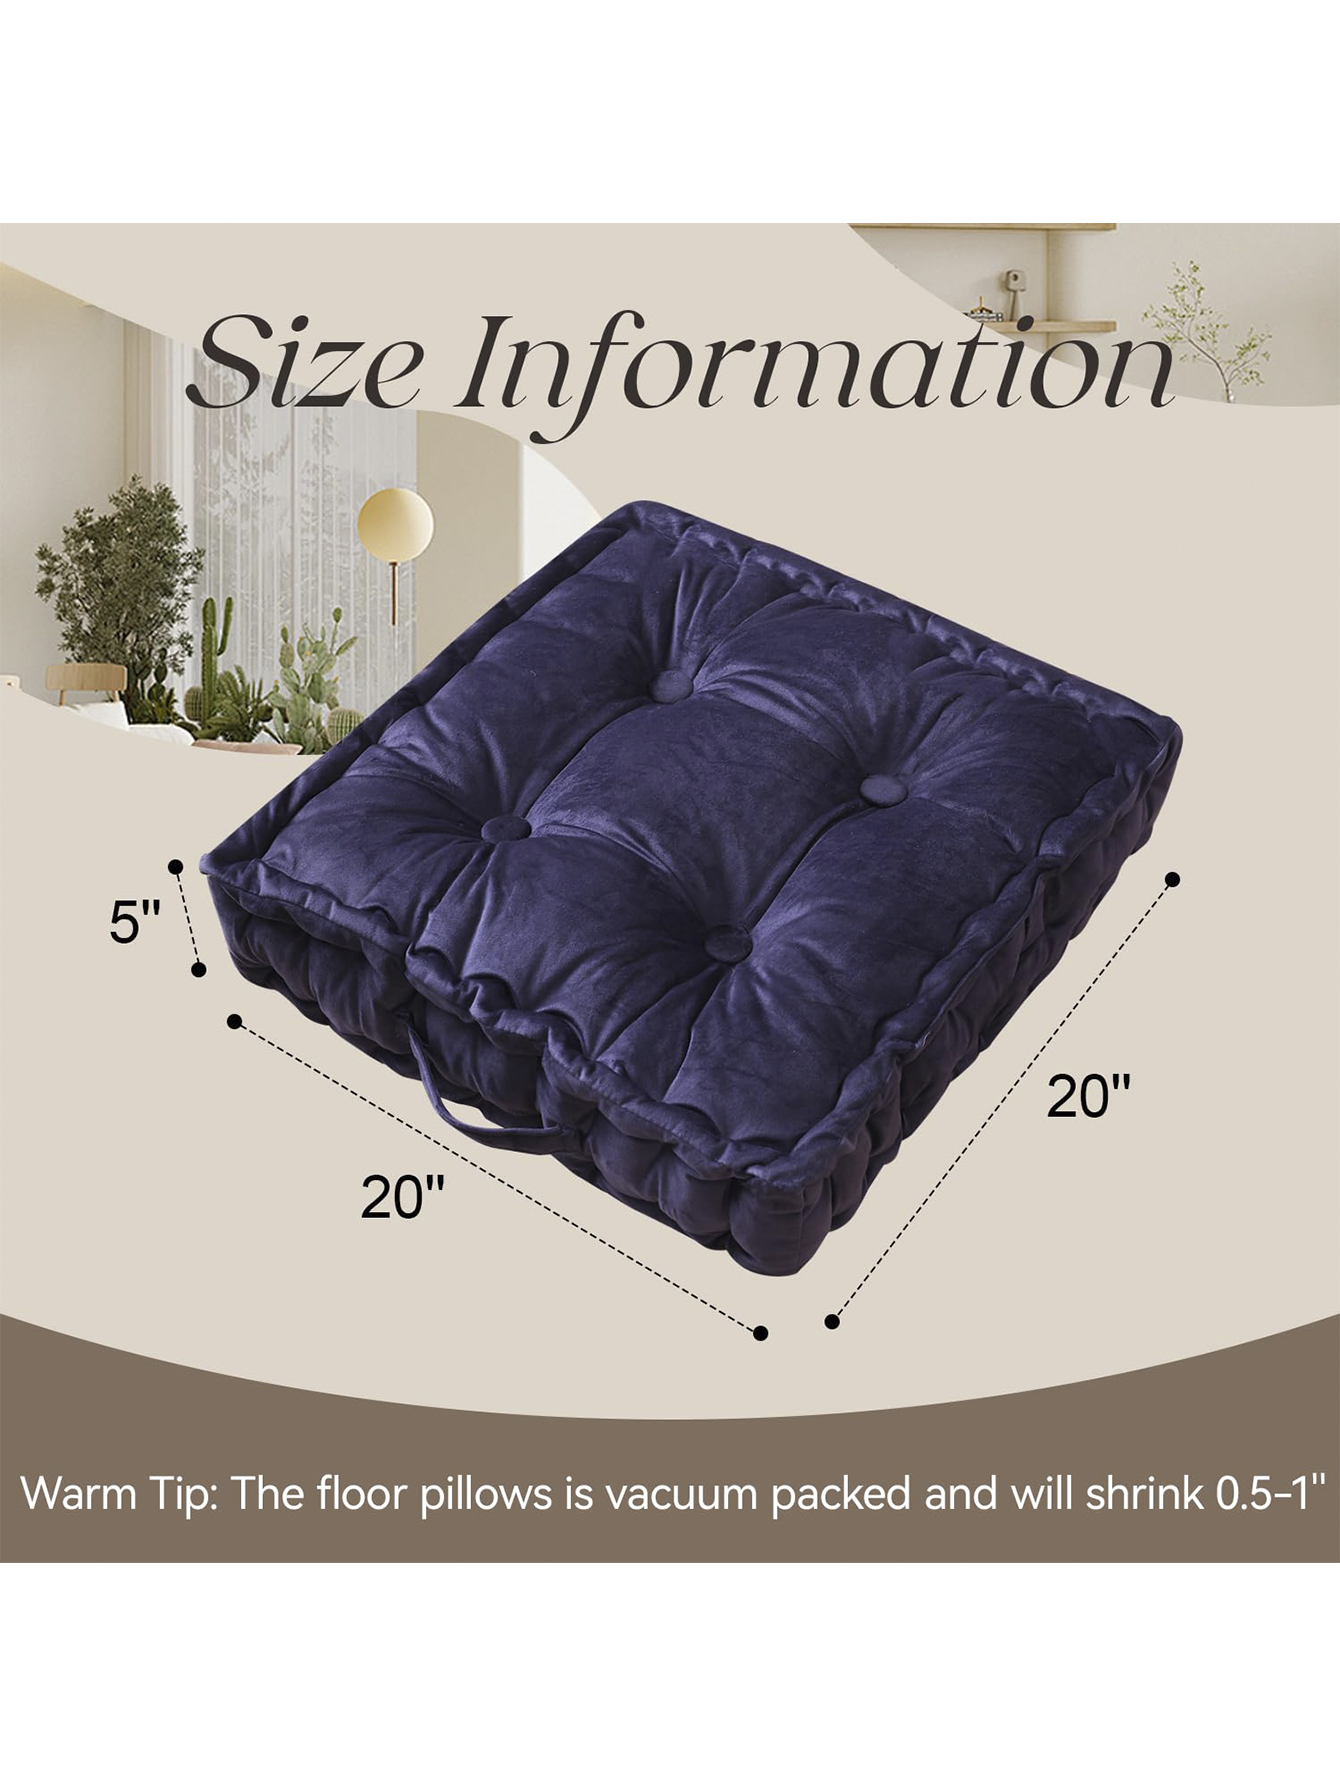 Size Information
5"
20"
20"
Warm Tip: The floor pillows is vacuum packed and will shrink 0.5-1"